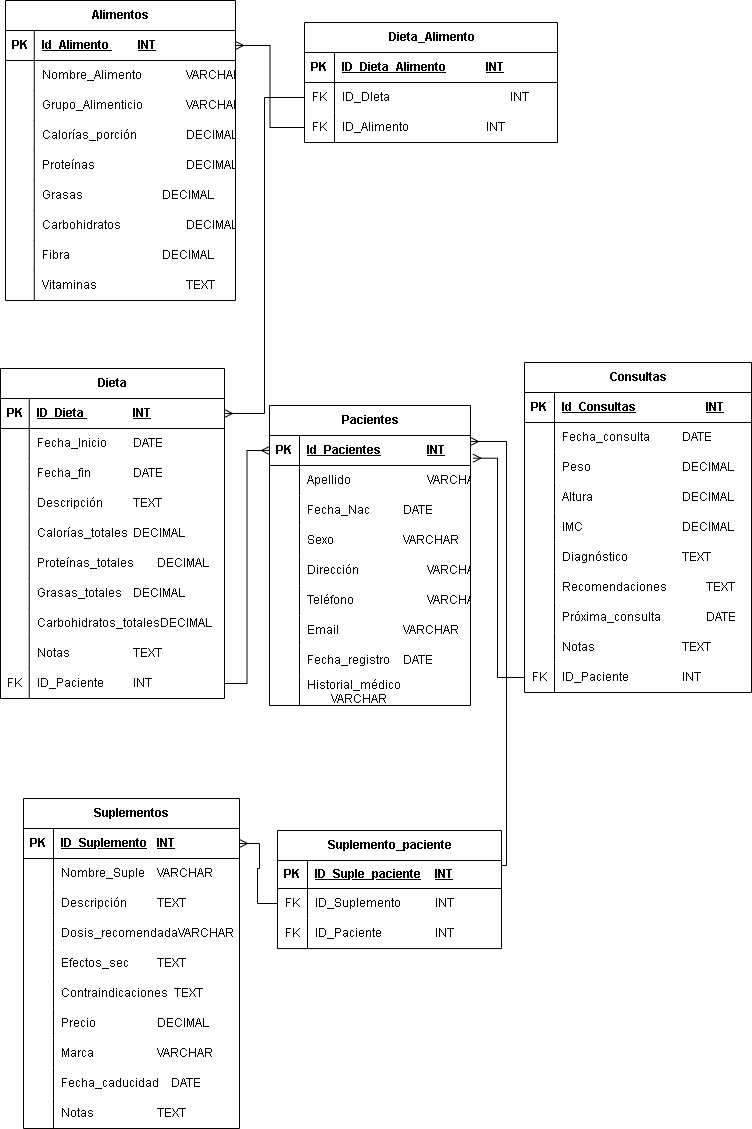 Alimentos
PK Id_Alimento INT
Nombre_Alimento VARCHA
Grupo_Alimenticio VARCHA
Calorías_porción DECIMAL
Proteínas DECIMAL
Grasas DECIMAL
Carbohidratos DECIMAL
Fibra DECIMAL
Vitaminas TEXT
Dieta_Alimento
PK ID_Dieta_Alimento INT
FK ID_DIeta INT
FK ID_Alimento INT
Dieta
PK ID_Dieta INT
Fecha_Inicio DATE
Fecha_fin DATE
Descripción TEXT
Calorías_totales DECIMAL
Proteínas_totales DECIMAL
Grasas_totales DECIMAL
Carbohidratos_totalesDECIMAL
Notas TEXT
FK ID_Paciente INT
Pacientes
PK Id_Pacientes INT
Apellido VARCHA
Fecha_Nac DATE
Sexo VARCHAR
Dirección VARCHA
Teléfono VARCHA
Email VARCHAR
Fecha_registro DATE
Historial_médico
VARCHAR
Consultas
PK Id_Consultas INT
Fecha_consulta DATE
Peso DECIMAL
Altura DECIMAL
IMC DECIMAL
Diagnóstico TEXT
Recomendaciones TEXT
Próxima_consulta DATE
Notas TEXT
FK ID_Paciente INT
Suplementos
PK ID_Suplemento INT
Nombre_Suple VARCHAR
Descripción TEXT
Dosis_recomendadaVARCHAR
Efectos_sec TEXT
Contraindicaciones TEXT
Precio DECIMAL
Marca VARCHAR
Fecha_caducidad DATE
Notas TEXT
Suplemento_paciente
PK ID_Suple_paciente INT
FK ID_Suplemento INT
FK ID_Paciente INT